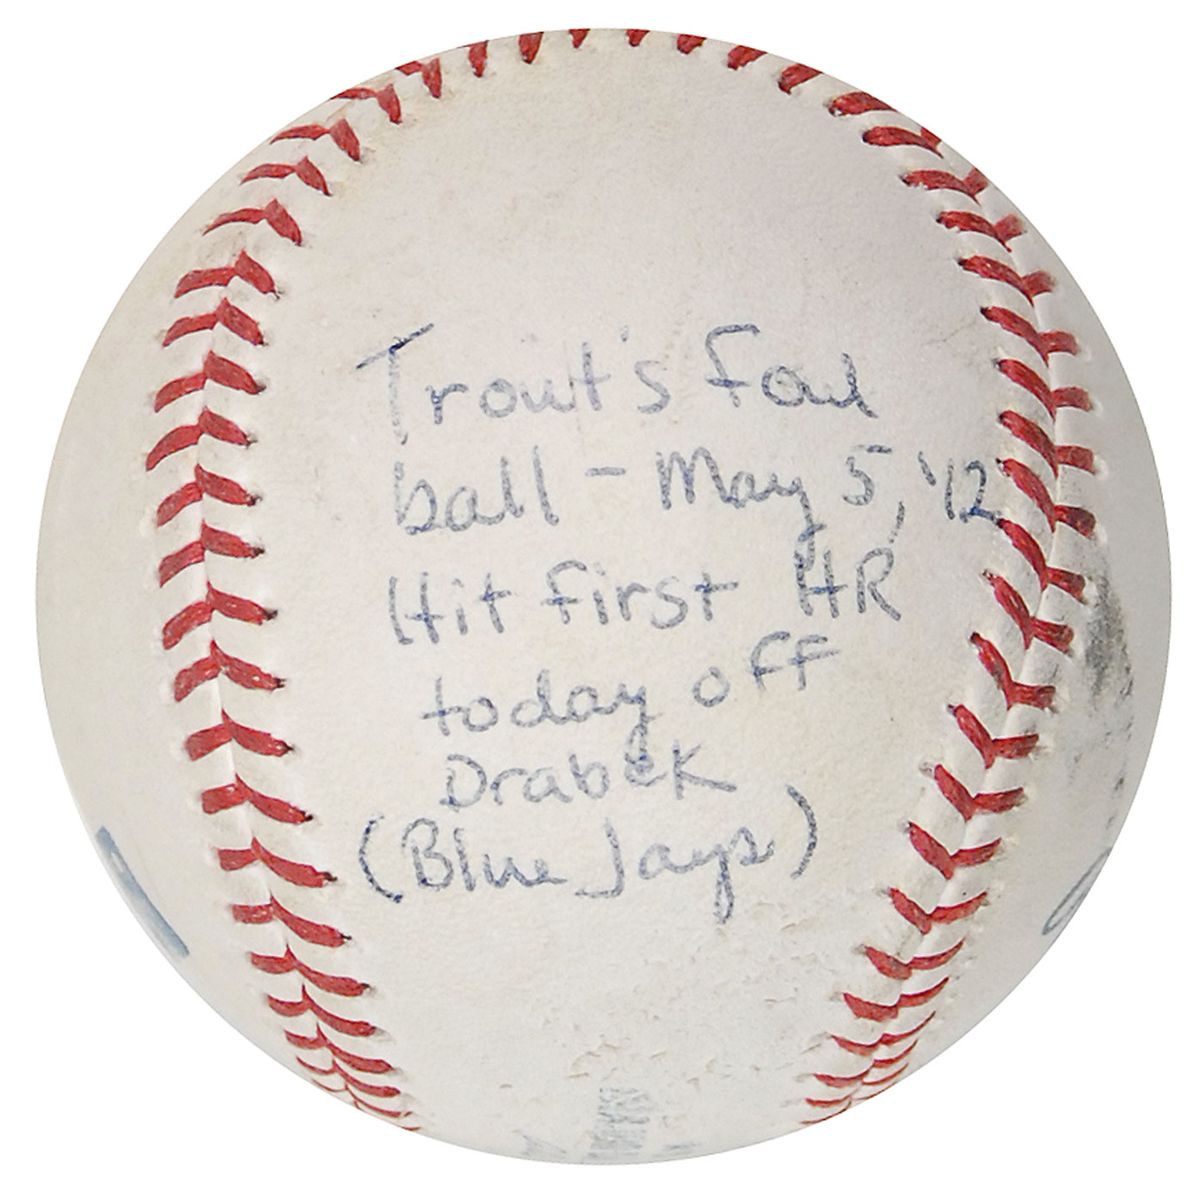 Trout's foul
ball - May 5, '12
Hit first HR
today off
Drabek
(Blue Jays)